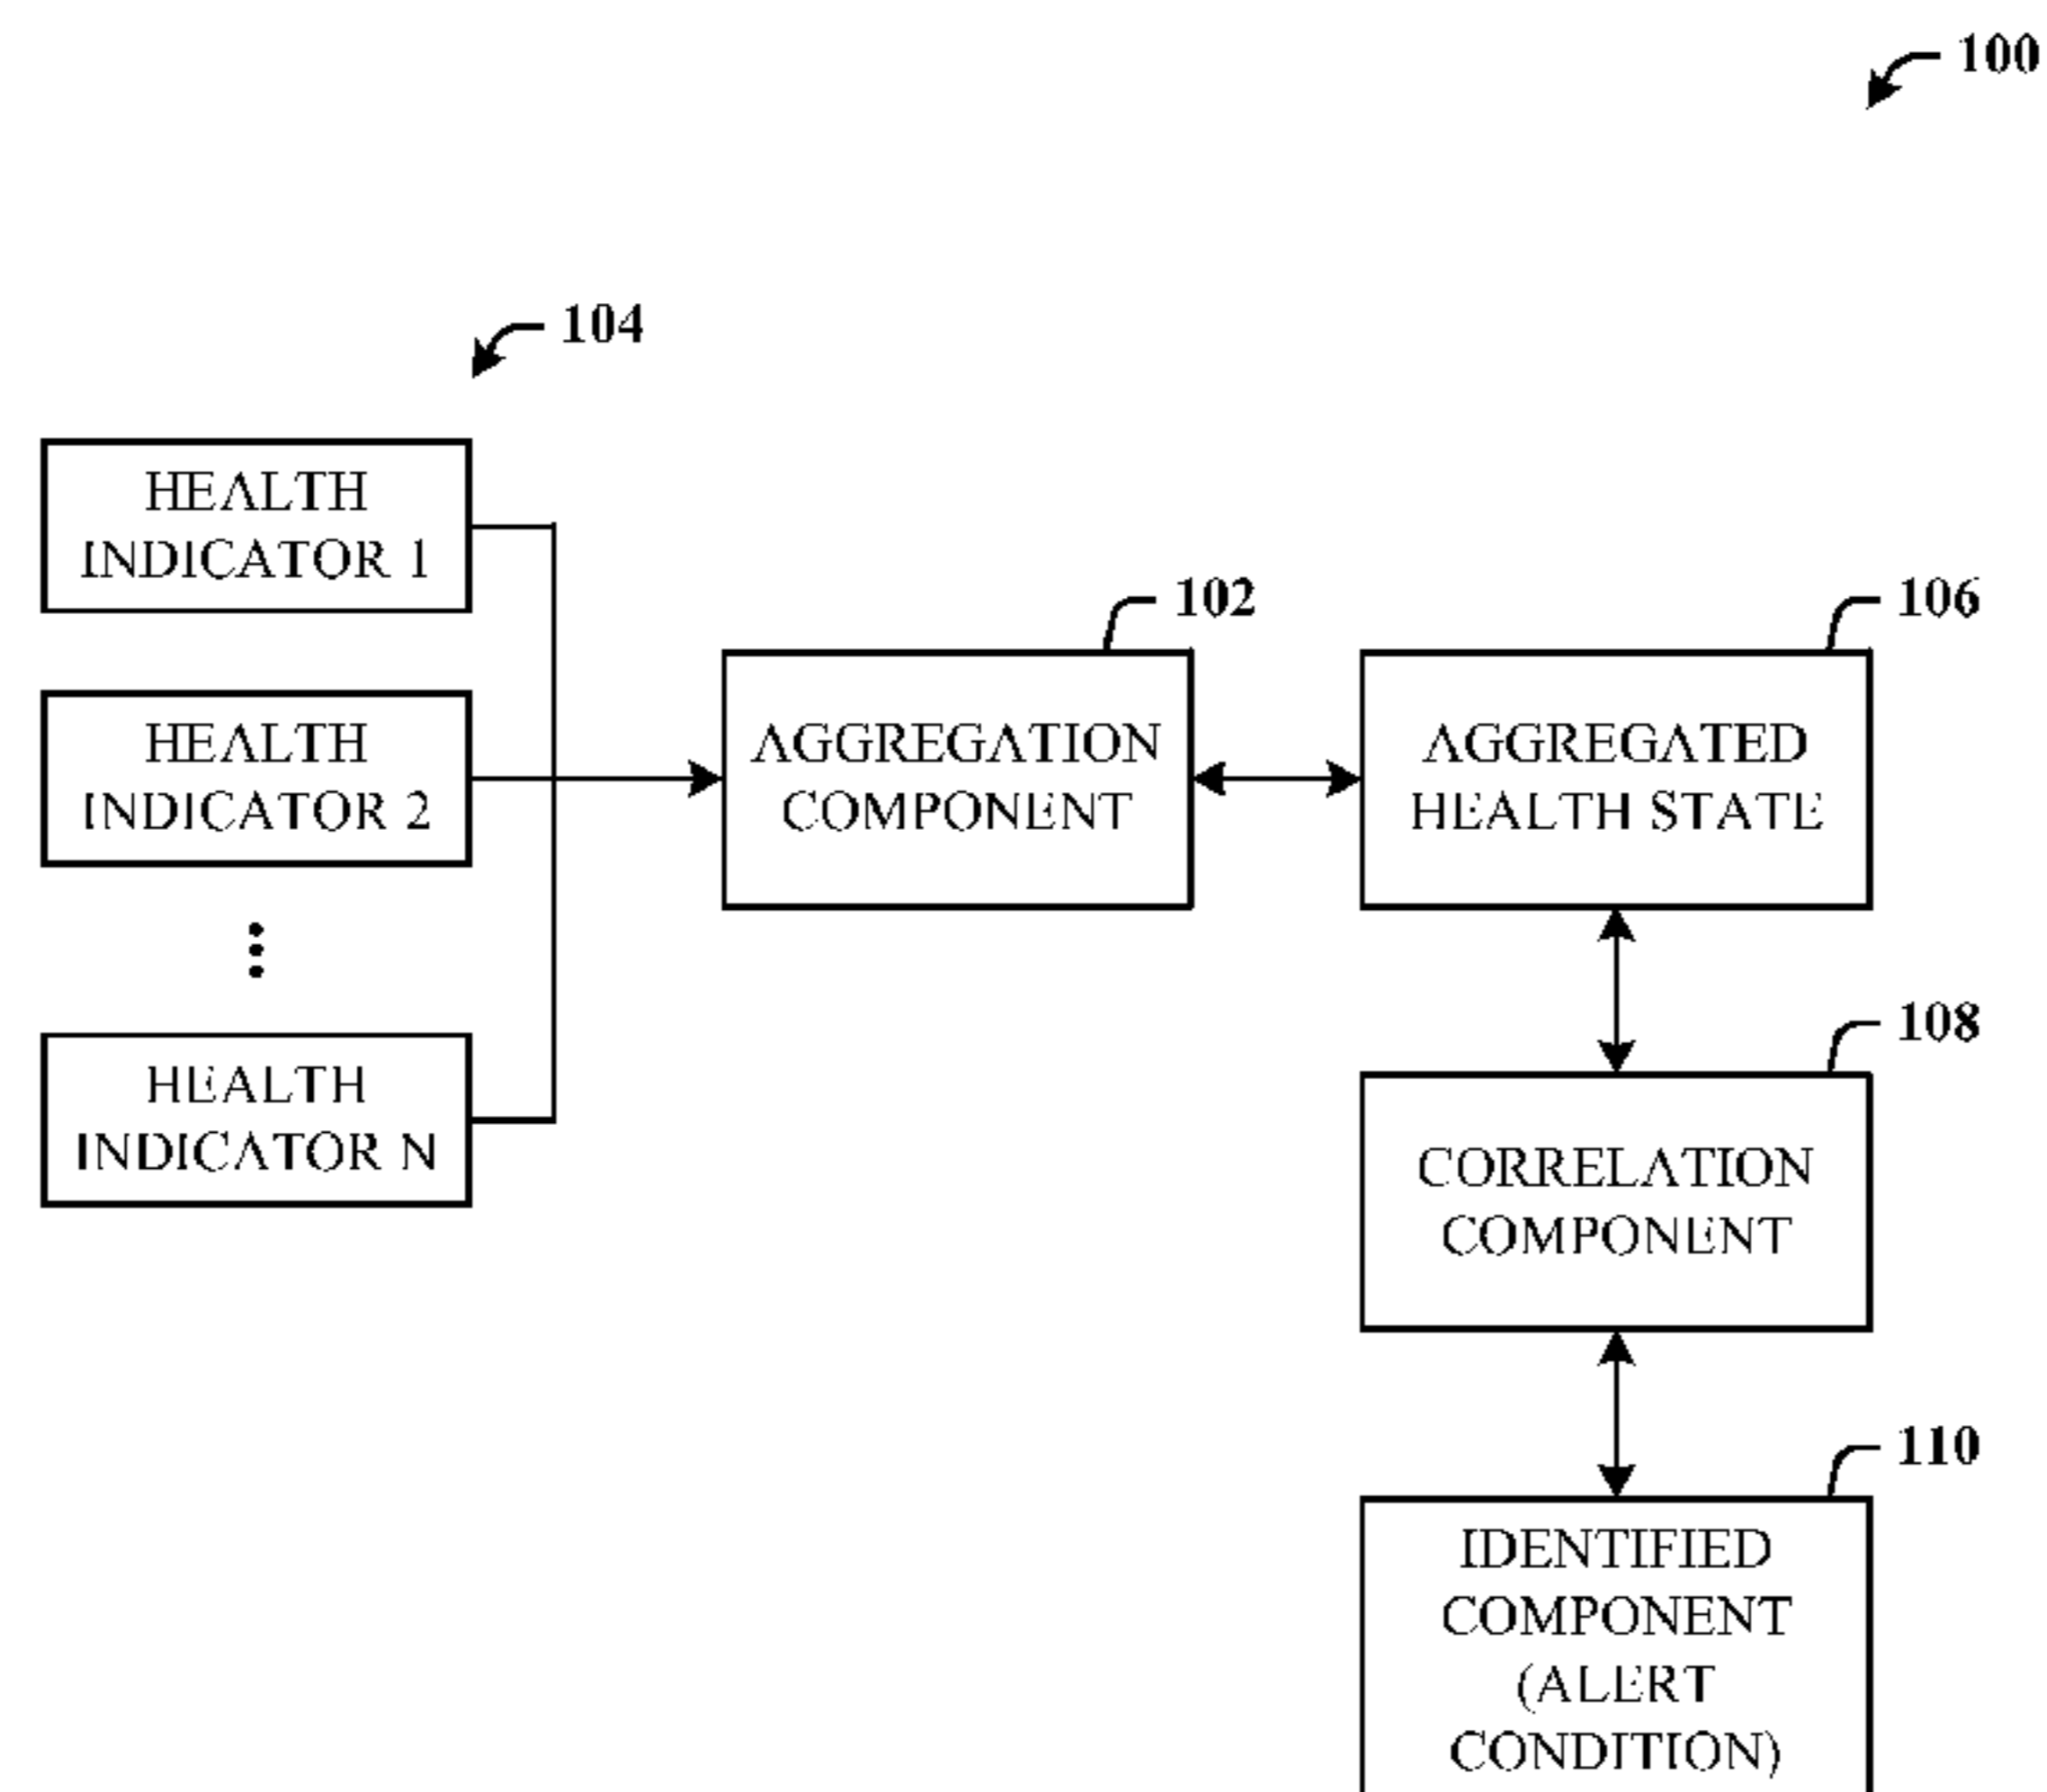 100
104
HEALTH
INDICATOR 1
HEALTH
INDICATOR 2
HEALTH
INDICATOR N
102
AGGREGATION
COMPONENT
106
AGGREGATED
HEALTH STATE
108
CORRELATION
COMPONENT
110
IDENTIFIED
COMPONENT
(ALERT
CONDITION)